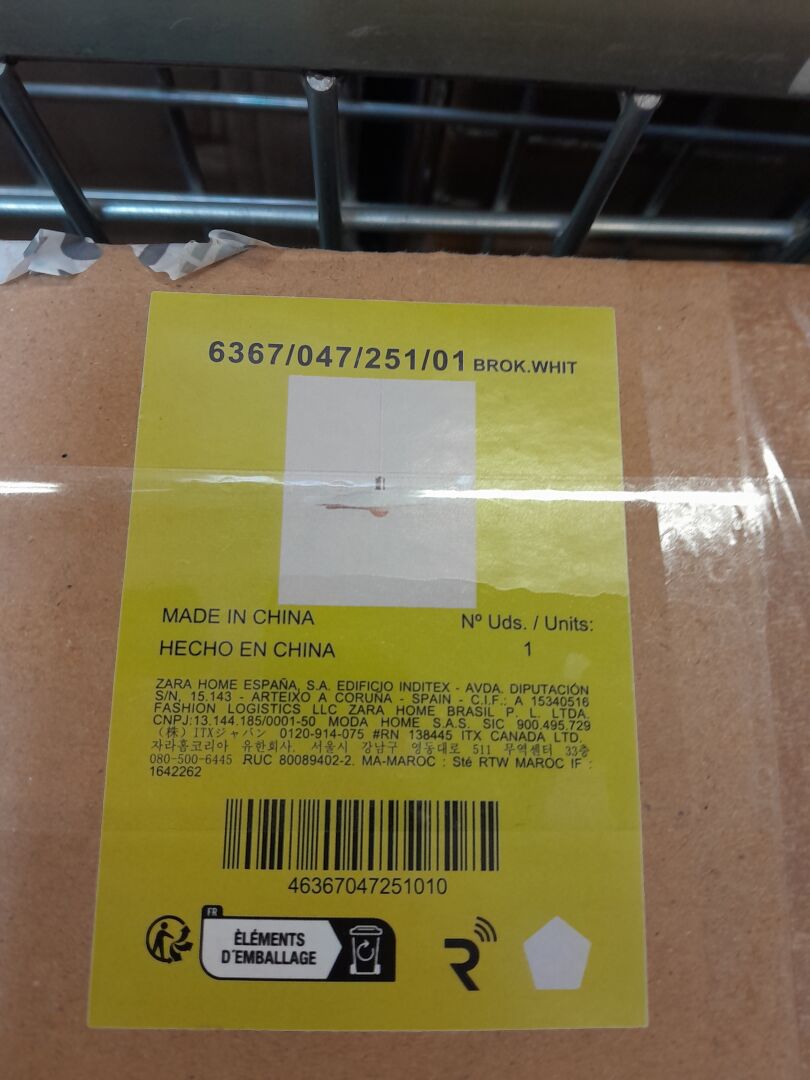 6367/047/251/01 BROK.WHIT
MADE IN CHINA
HECHO EN CHINA
Nº Uds. / Units:
1
ZARA HOME ESPAÑA, S.A. EDIFICIO INDITEX - AVDA. DIPUTACIÓN
S/N, 15.143 - ARTEIXO A CORUÑA - SPAIN - C.I.F.: A 15340516
FASHION LOGISTICS LLC ZARA HOME BRASIL P. L. LTDA.
CNPJ:13.144.185/0001-50 MODA HOME S.A.S. SIC 900.495.729
(株) ITXジャパン 0120-914-075 #RN 138445 ITX CANADA LTD.
자라홈코리아 유한회사. 서울시 강남구 영동대로 511 무역센터 33층
080-500-6445 RUC 80089402-2. MA-MAROC : Sté RTW MAROC IF :
1642262
46367047251010
FR
ÈLÉMENTS
D´EMBALLAGE